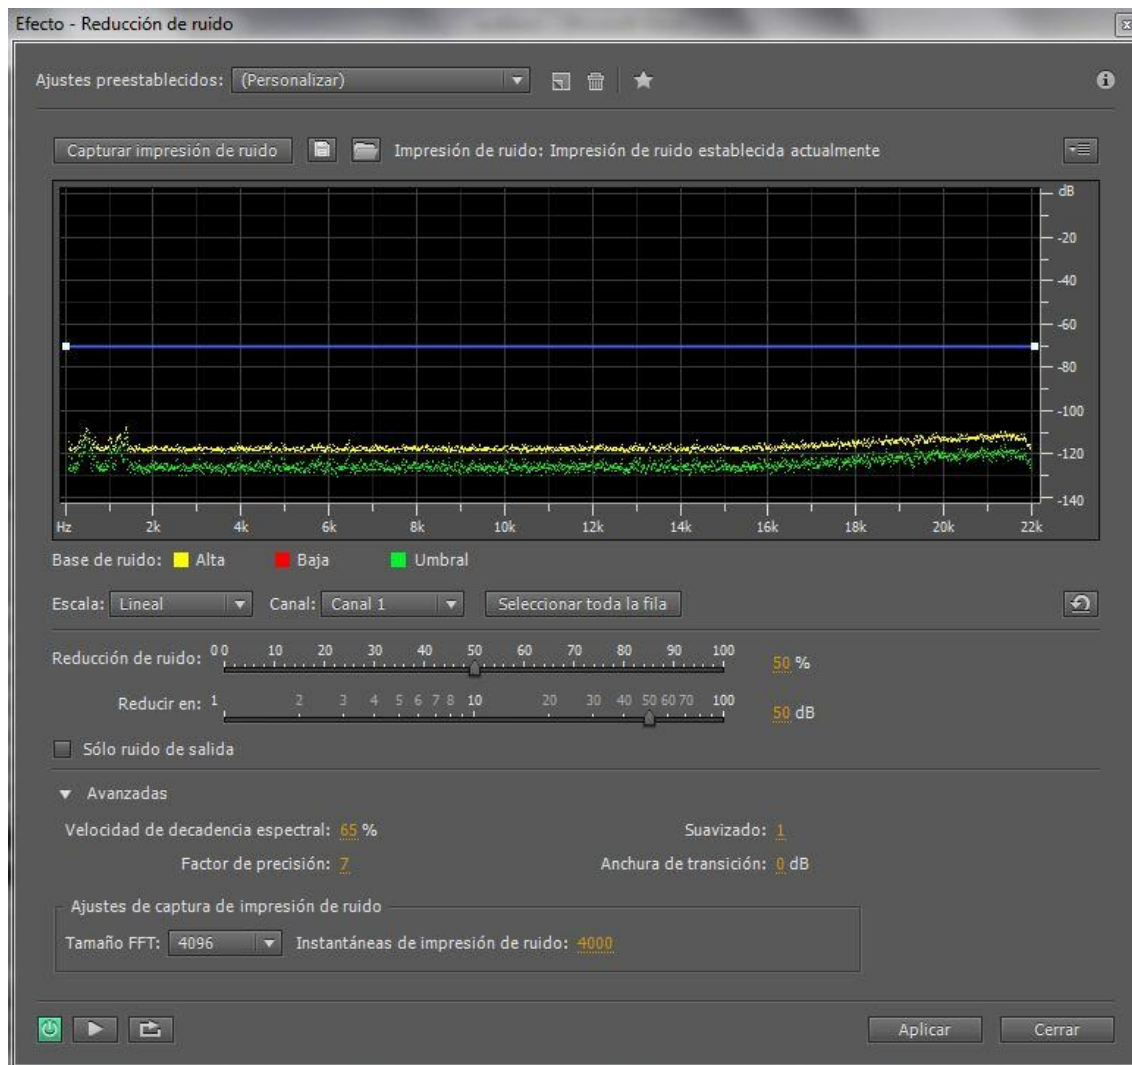 Efecto - Reducción de ruido
Ajustes preestablecidos: (Personalizar)
Capturar impresión de ruido Impresión de ruido: Impresión de ruido establecida actualmente
dB
-20
-40
-60
-80
-100
-120
-140
Hz 2k 4k 6k 8k 10k 12k 14k 16k 18k 20k 22k
Base de ruido: Alta Baja Umbral
Escala: Lineal Canal: Canal 1 Seleccionar toda la fila
Reducción de ruido: 0 0 10 20 30 40 50 60 70 80 90 100 50 %
Reducir en: 1 2 3 4 5 6 7 8 10 20 30 40 50 60 70 100 50 dB
Sólo ruido de salida
Avanzadas
Velocidad de decadencia espectral: 65 % Suavizado: 1
Factor de precisión: 7 Anchura de transición: 0 dB
Ajustes de captura de impresión de ruido
Tamaño FFT: 4096 Instantáneas de impresión de ruido: 4000
Aplicar Cerrar